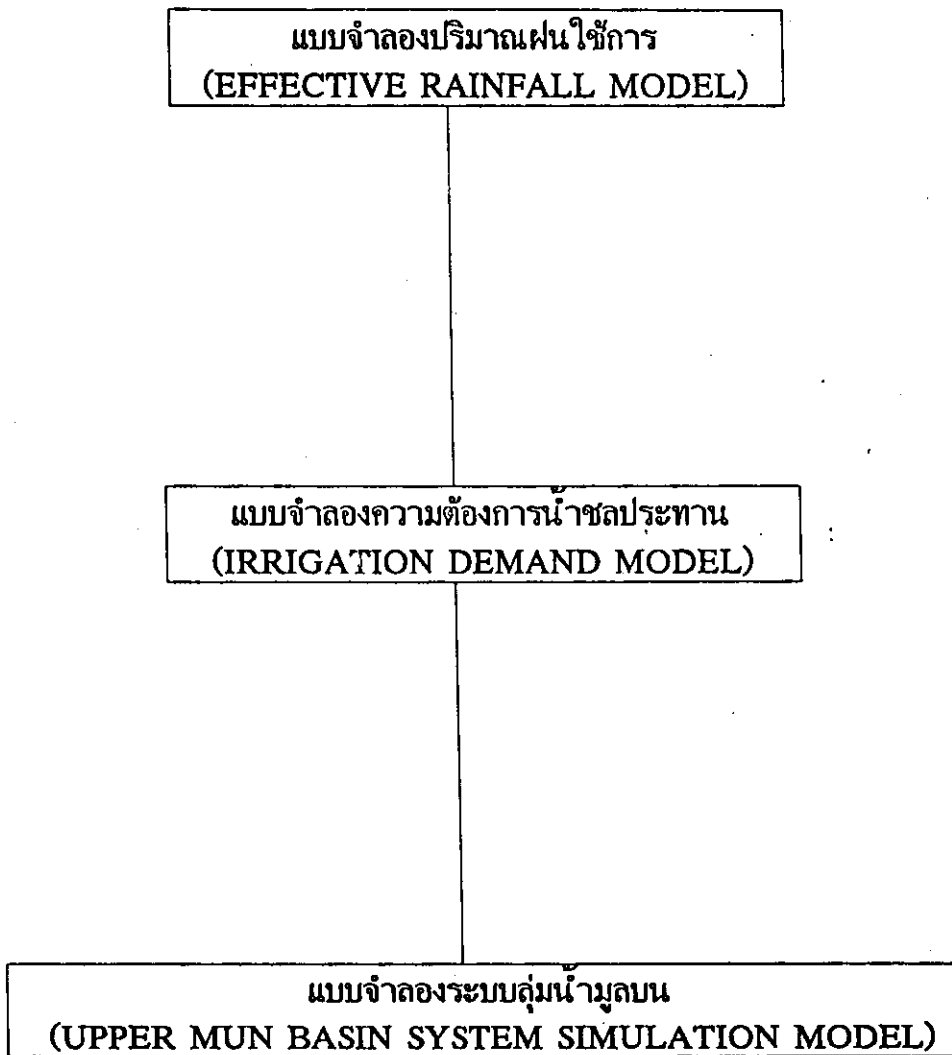 แบบจำลองปริมาณฝนใช้การ
(EFFECTIVE RAINFALL MODEL)
แบบจำลองความต้องการน้ำชลประทาน
(IRRIGATION DEMAND MODEL)
แบบจำลองระบบลุ่มน้ำมูลบน
(UPPER MUN BASIN SYSTEM SIMULATION MODEL)